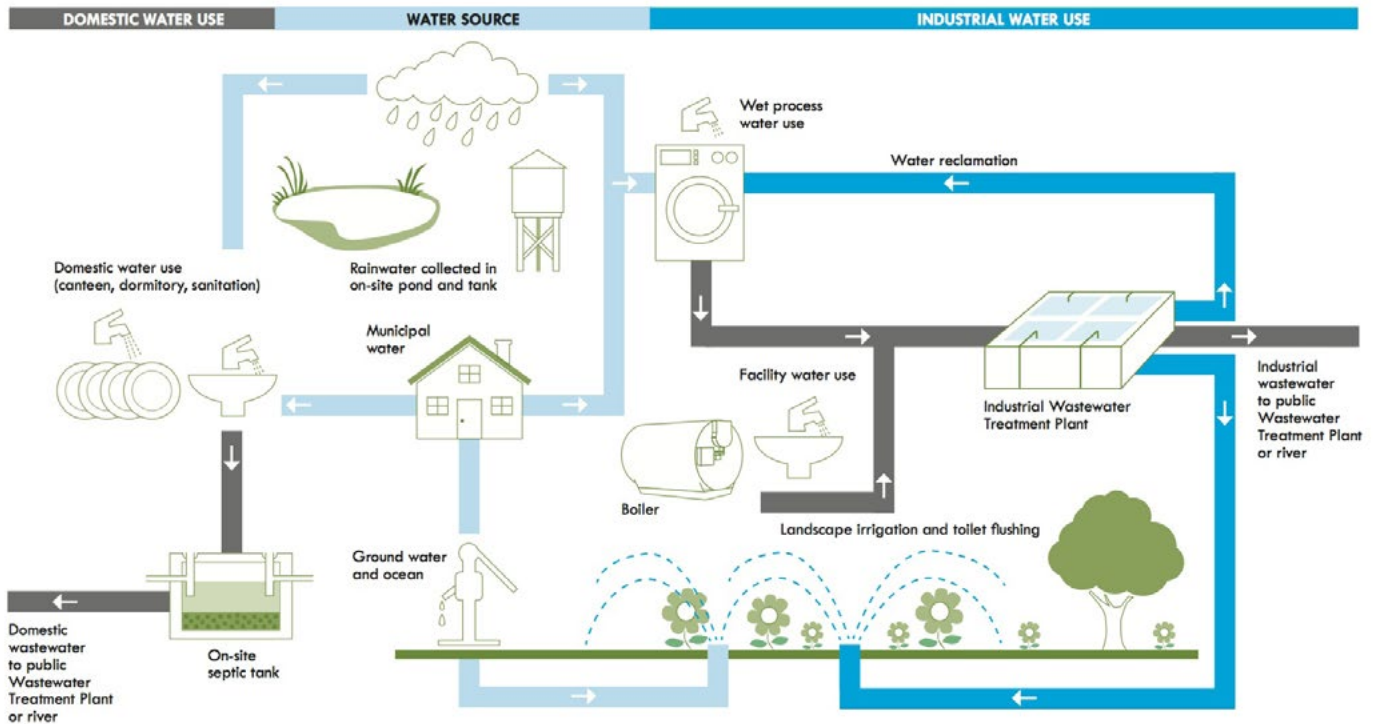 DOMESTIC WATER USE
WATER SOURCE
INDUSTRIAL WATER USE
Wet process
water use
Water reclamation
Domestic water use
(canteen, dormitory, sanitation)
Rainwater collected in
on-site pond and tank
Municipal
water
Facility water use
Industrial Wastewater
Treatment Plant
Industrial
wastewater
to public
Wastewater
Treatment Plant
or river
Boiler
Landscape irrigation and toilet flushing
Ground water
and ocean
Domestic
wastewater
to public
Wastewater
Treatment Plant
or river
On-site
septic tank